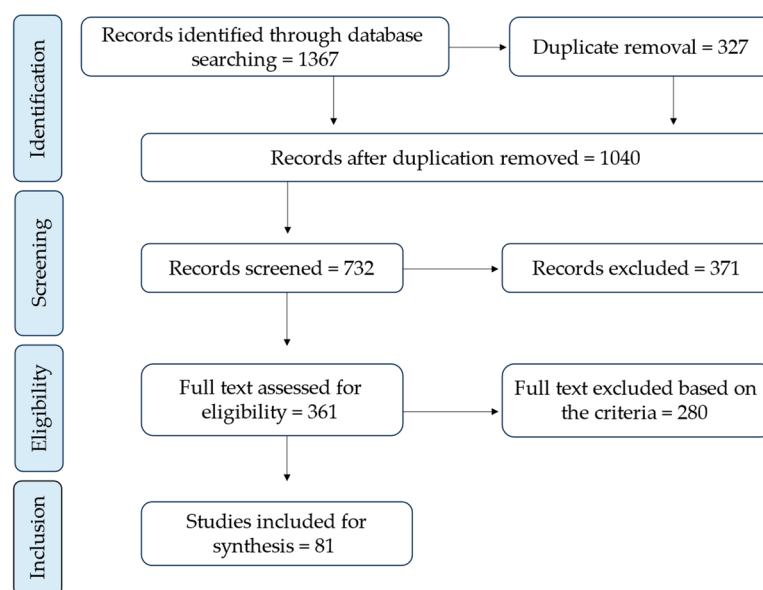 Identification
Records identified through database
searching = 1367
Duplicate removal = 327
Records after duplication removed = 1040
Screening
Records screened = 732
Records excluded = 371
Eligibility
Full text assessed for
eligibility = 361
Full text excluded based on
the criteria = 280
Inclusion
Studies included for
synthesis = 81